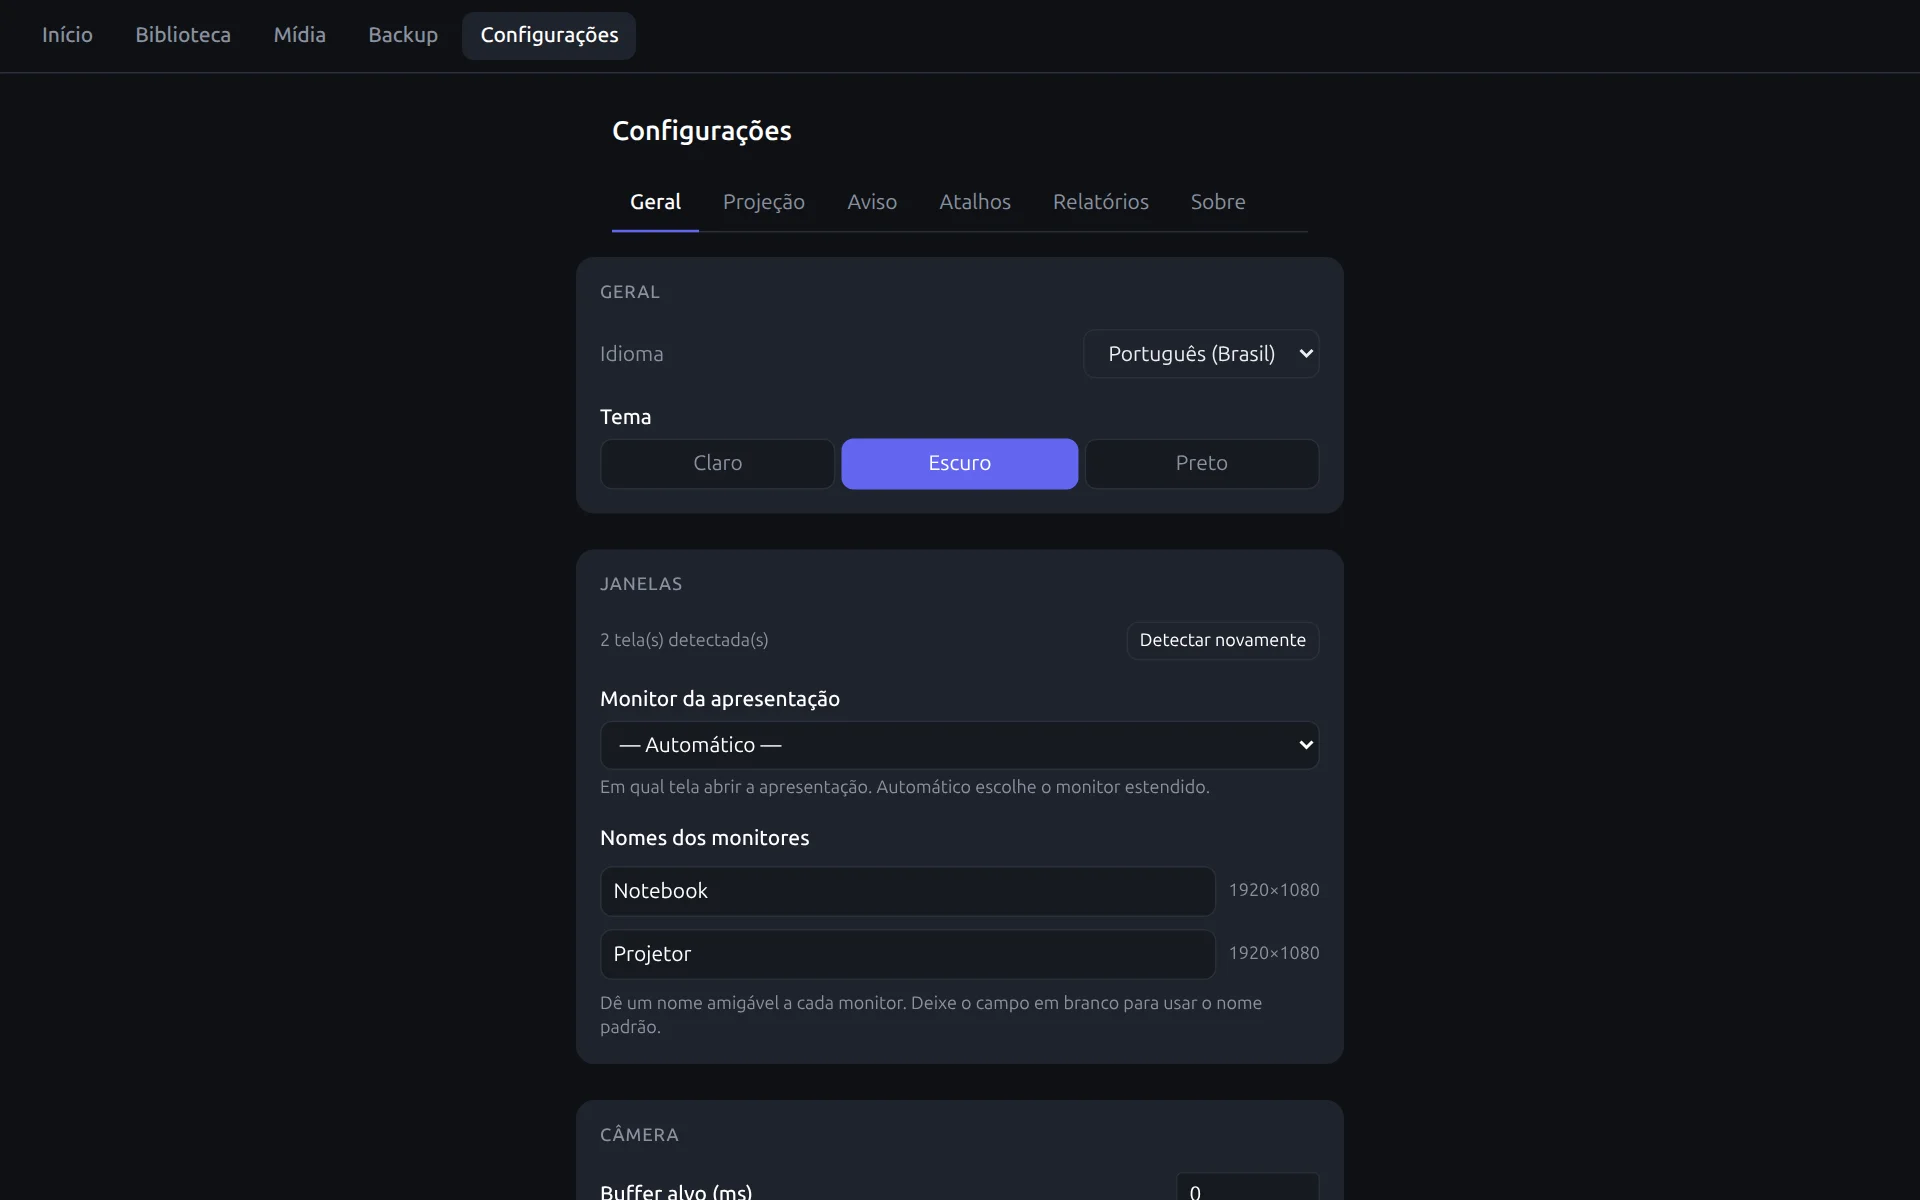 Início Biblioteca Mídia Backup Configurações
Configurações
Geral Projeção Aviso Atalhos Relatórios Sobre
GERAL
Idioma Português (Brasil)
Tema
Claro Escuro Preto
JANELAS
2 tela(s) detectada(s) Detectar novamente
Monitor da apresentação
— Automático —
Em qual tela abrir a apresentação. Automático escolhe o monitor estendido.
Nomes dos monitores
Notebook 1920×1080
Projetor 1920×1080
Dê um nome amigável a cada monitor. Deixe o campo em branco para usar o nome
padrão.
CÂMERA
Buffer alvo (ms) 0